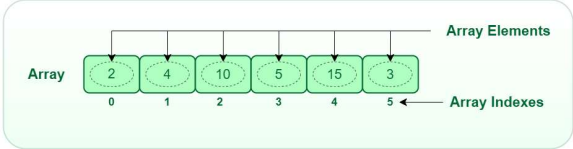 Array Elements
Array 2 4 10 5 15 3
0 1 2 3 4 5 Array Indexes